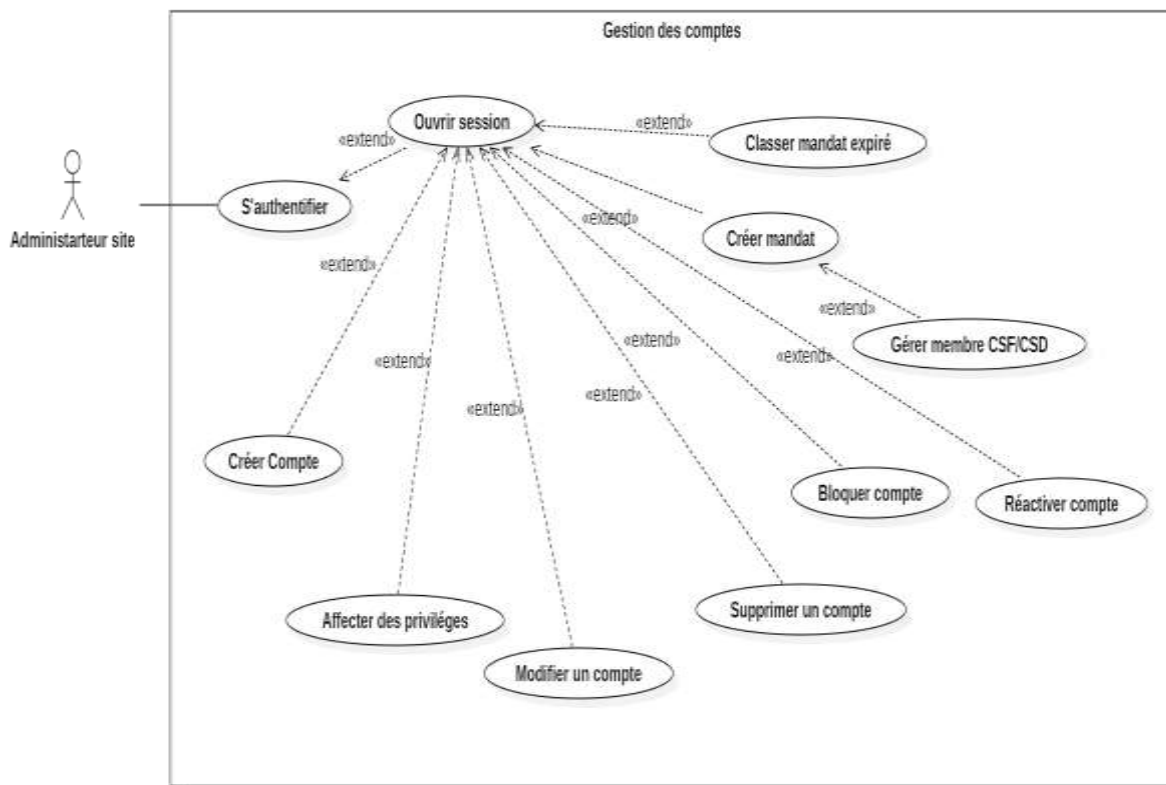 Gestion des comptes
Ouvrir session
«extend»
Classer mandat expiré
«extend»
S'authentifier
Administarteur site
«extend»
Créer mandat
«extend»
«extend»
Gérer membre CSF/CSD
«extend»
«extend»
«extend»
«extend»
«extend»
Créer Compte
Bloquer compte
Réactiver compte
Affecter des priviléges
Supprimer un compte
Modifier un compte